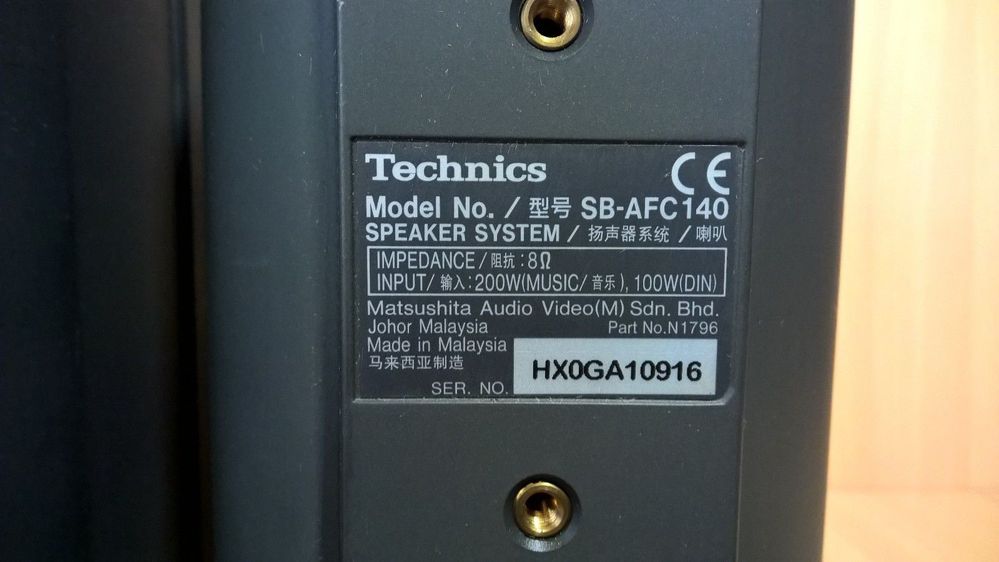 Technics CE
Model No. / 型号 SB-AFC140
SPEAKER SYSTEM / 扬声器系统 / 喇叭
IMPEDANCE / 阻抗 : 8Ω
INPUT / 输入 : 200W(MUSIC/ 音乐 ), 100W(DIN)
Matsushita Audio Video(M) Sdn. Bhd.
Johor Malaysia Part No.N1796
Made in Malaysia
马来西亚制造
SER. NO. HX0GA10916